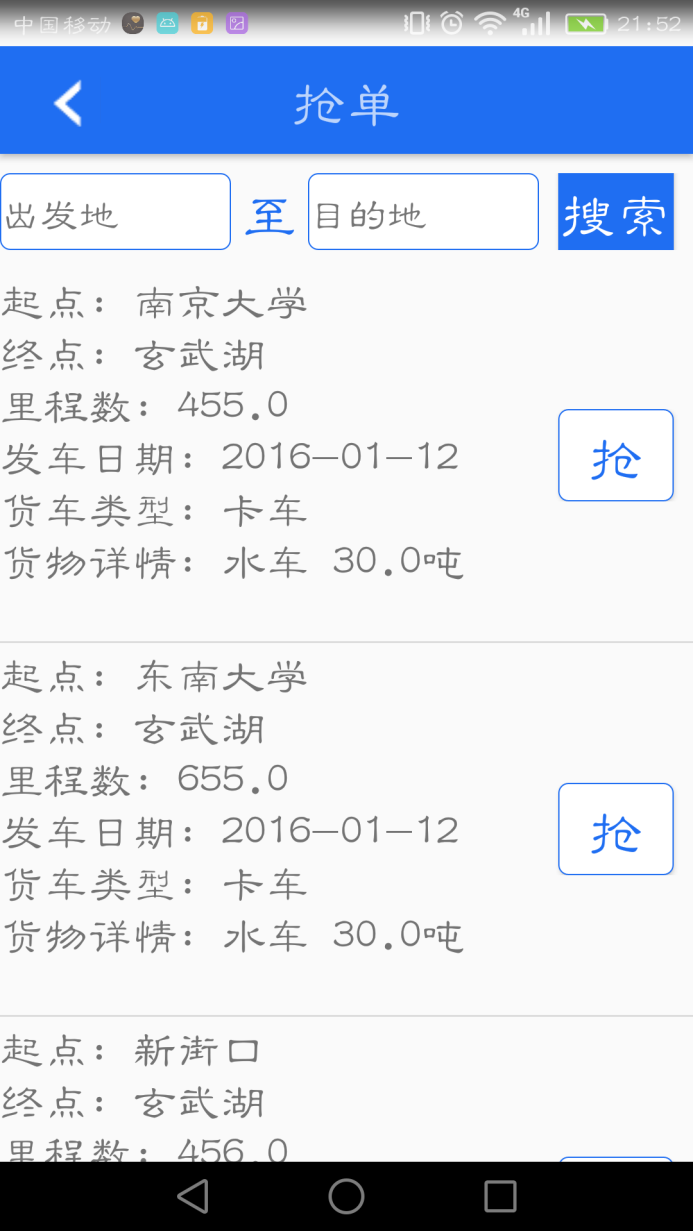 中国移动 4G 21:52
抢单
出发地 至 目的地 搜索
起点：南京大学
终点：玄武湖
里程数：455.0
发车日期：2016-01-12
货车类型：卡车
货物详情：水车 30.0吨
抢
起点：东南大学
终点：玄武湖
里程数：655.0
发车日期：2016-01-12
货车类型：卡车
货物详情：水车 30.0吨
抢
起点：新街口
终点：玄武湖
里程数：456.0